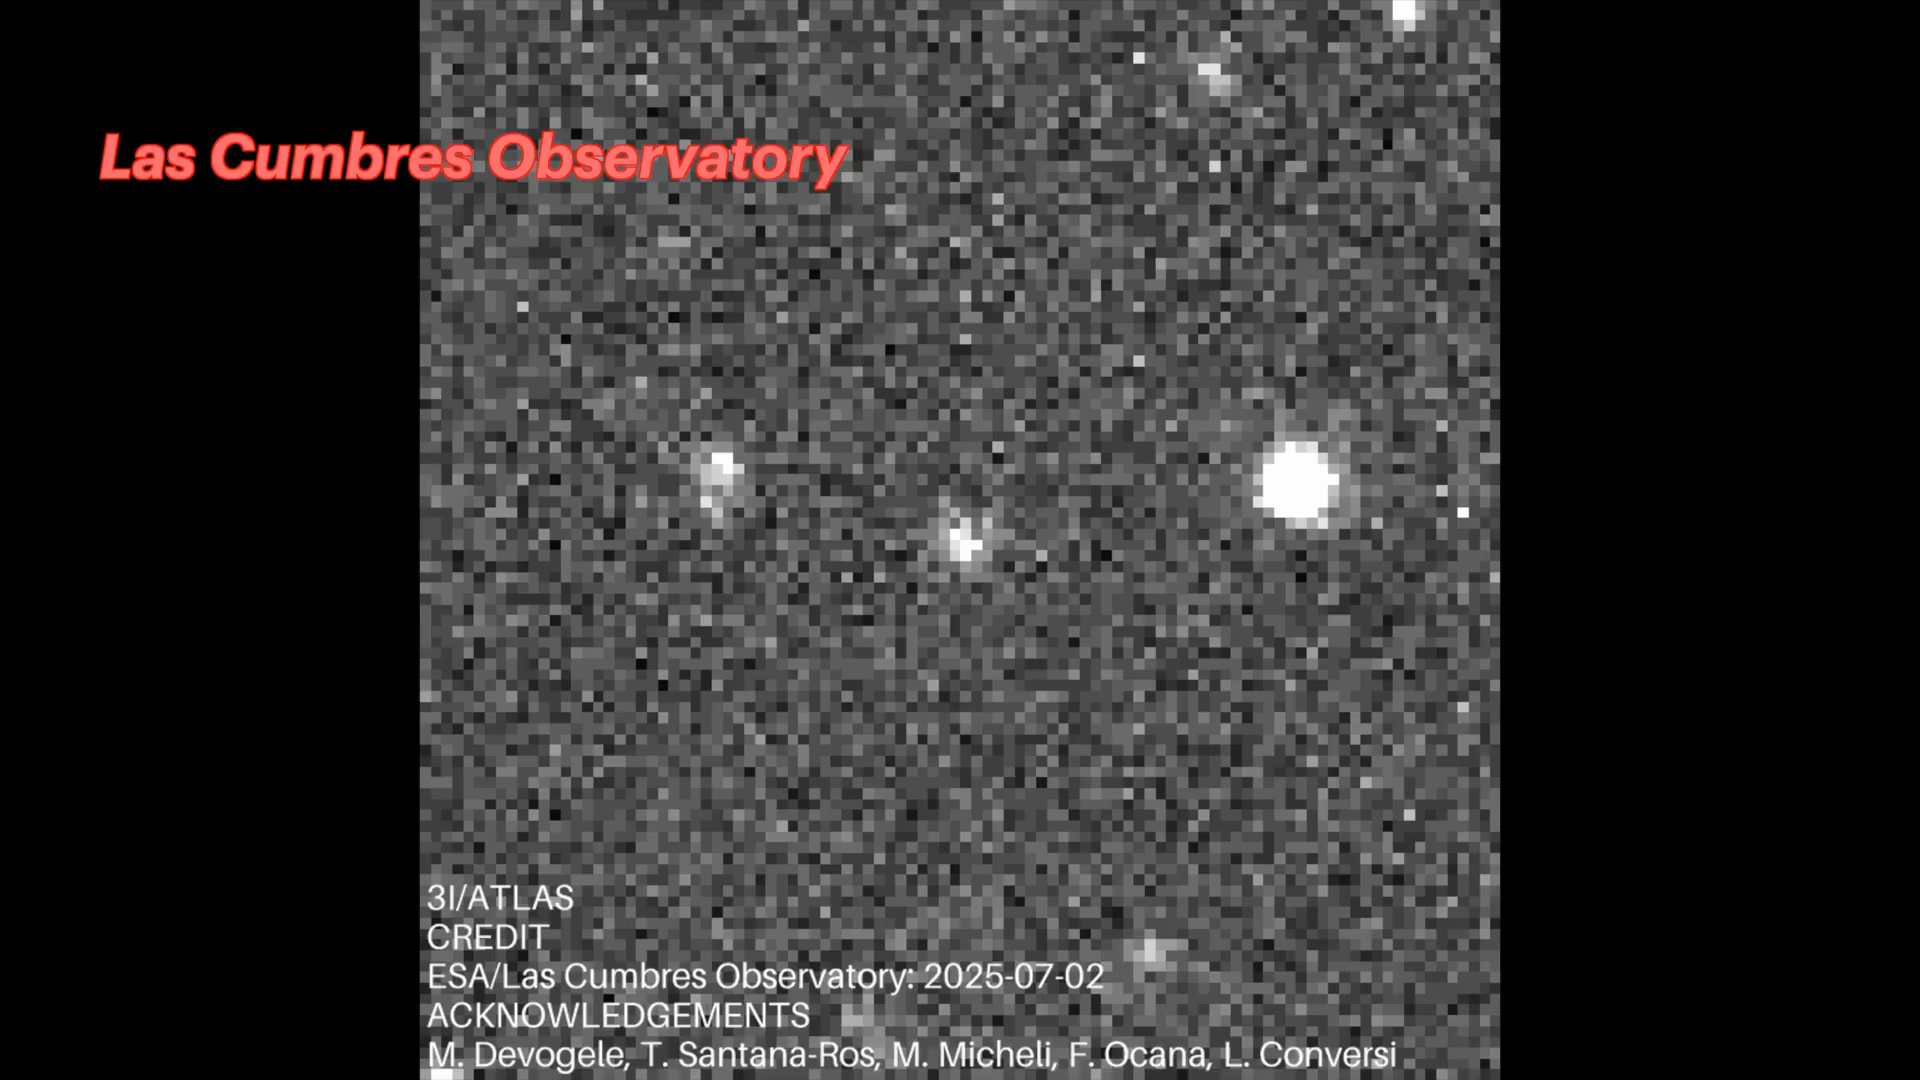 Las Cumbres Observatory
3I/ATLAS
CREDIT
ESA/Las Cumbres Observatory: 2025-07-02
ACKNOWLEDGEMENTS
M. Devogele, T. Santana-Ros, M. Micheli, F. Ocana, L. Conversi